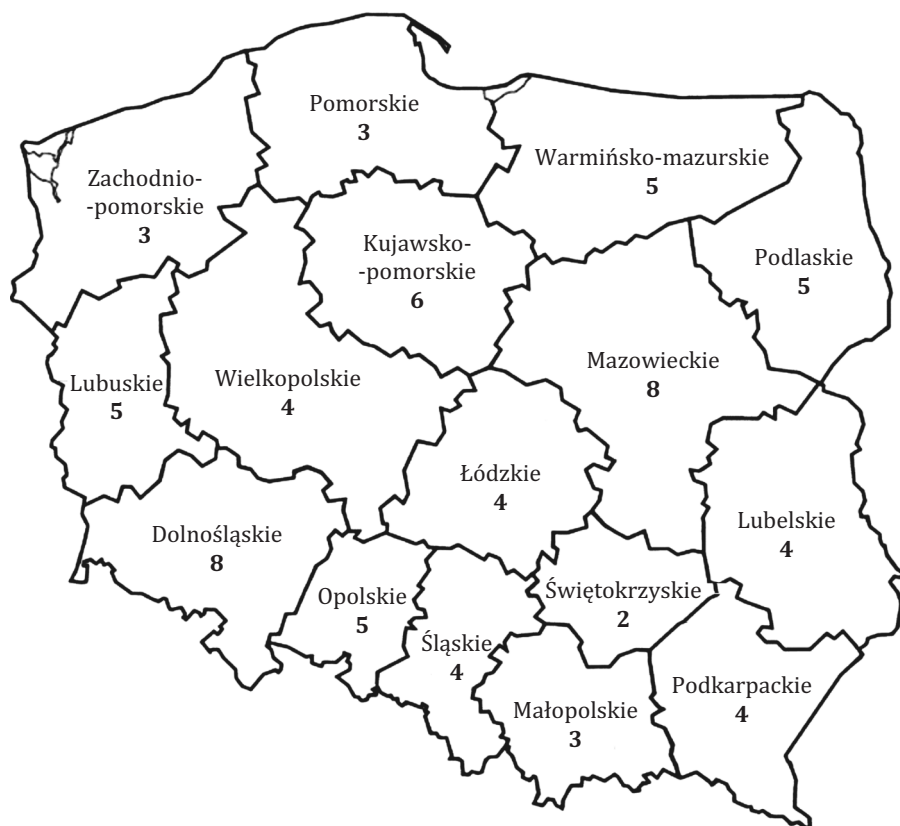 Pomorskie
3
Warmińsko-mazurskie
5
Zachodnio-
-pomorskie
3
Kujawsko-
-pomorskie
6
Podlaskie
5
Mazowieckie
8
Lubuskie
5
Wielkopolskie
4
Łódzkie
4
Lubelskie
4
Dolnośląskie
8
Opolskie
5
Świętokrzyskie
2
Śląskie
4
Podkarpackie
4
Małopolskie
3